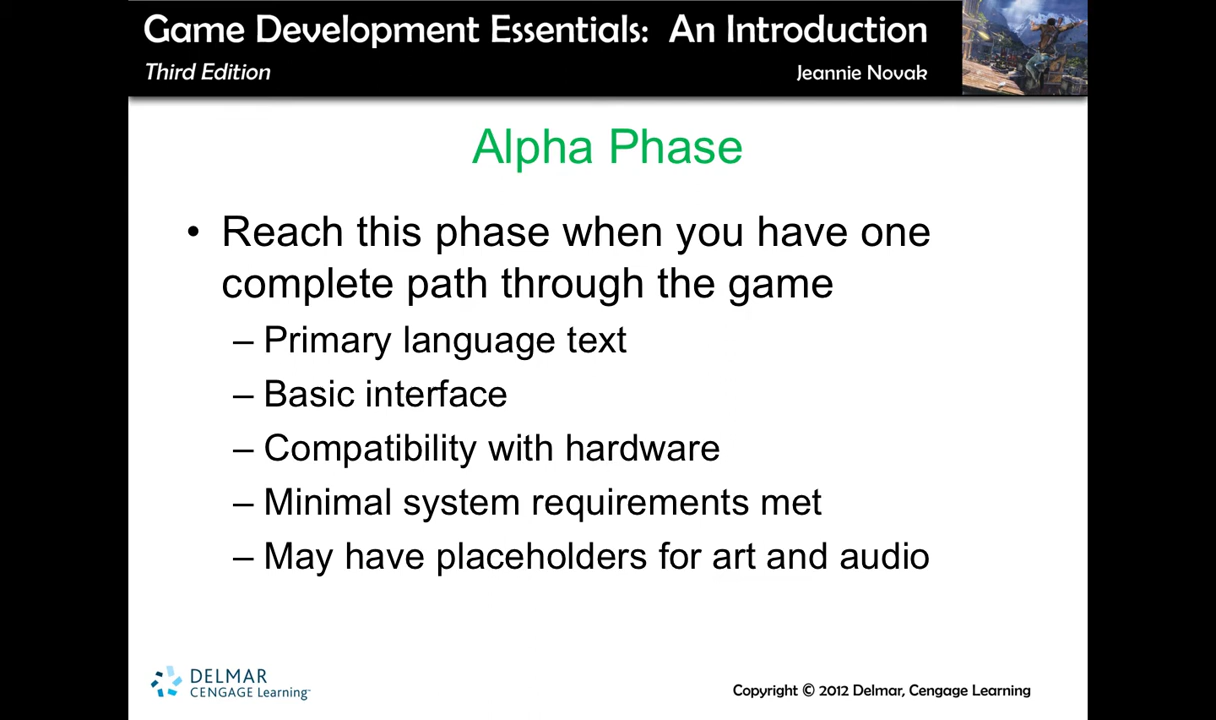 Game Development Essentials: An Introduction
Third Edition
Jeannie Novak
Alpha Phase
• Reach this phase when you have one
complete path through the game
– Primary language text
– Basic interface
– Compatibility with hardware
– Minimal system requirements met
– May have placeholders for art and audio
DELMAR
CENGAGE Learning™
Copyright © 2012 Delmar, Cengage Learning